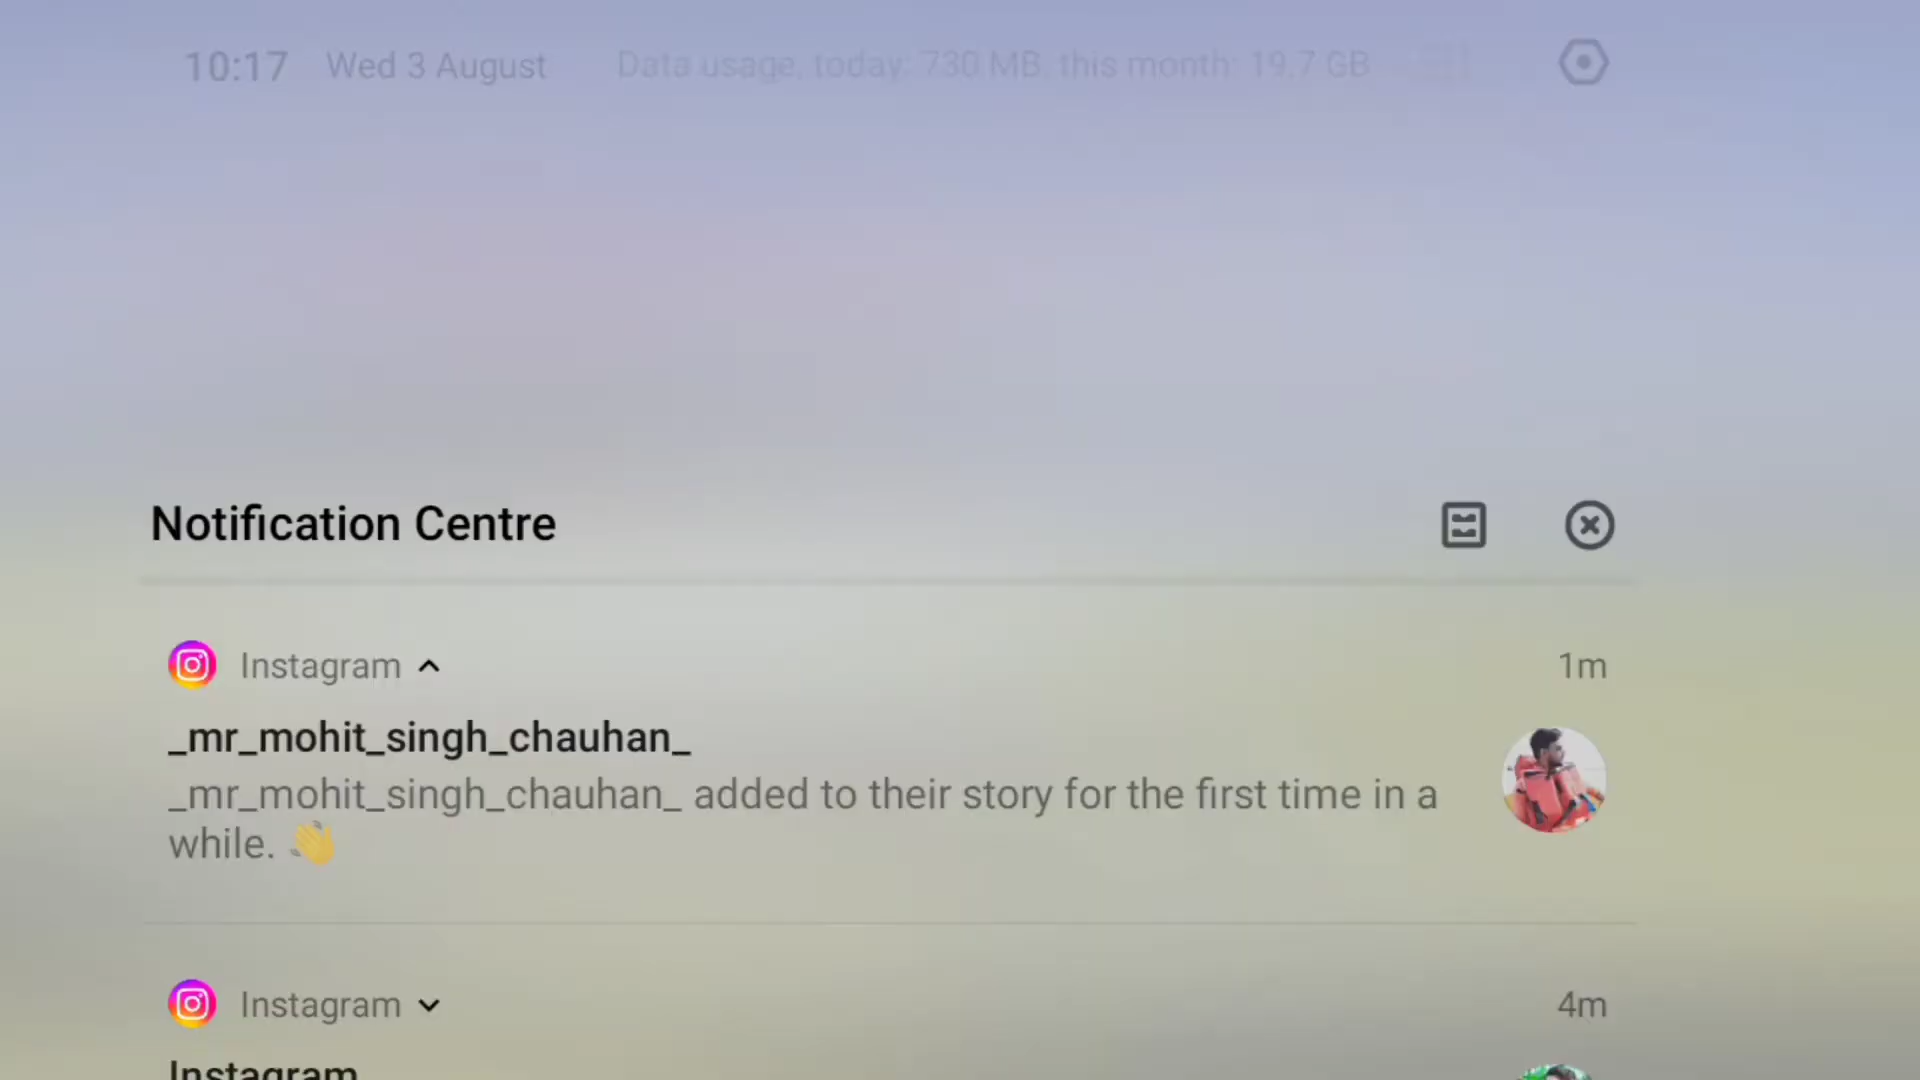 10:17 Wed 3 August Data usage, today: 730 MB, this month: 19.7 GB
Notification Centre
Instagram 1m
_mr_mohit_singh_chauhan_
_mr_mohit_singh_chauhan_ added to their story for the first time in a
while. 👋
Instagram 4m
Instagram